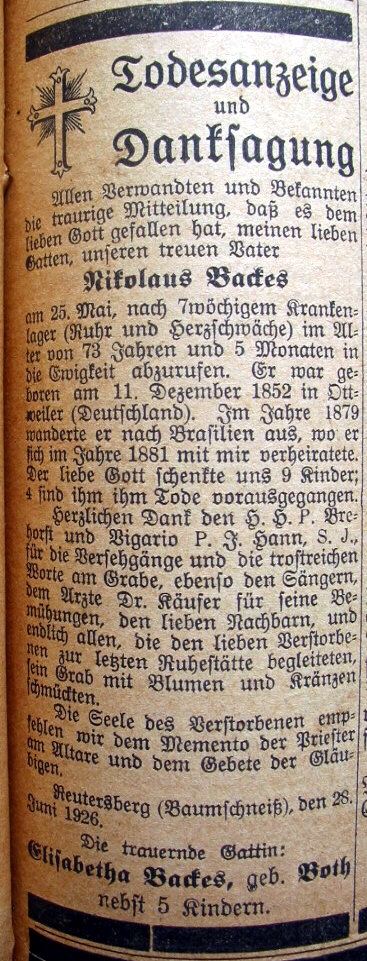 Todesanzeige
und
Dankſagung
Allen Verwandten und Bekannten
die traurige Mitteilung, daß es dem
lieben Gott gefallen hat, meinen lieben
Gatten, unſeren treuen Vater
Nikolaus Backes
am 25. Mai, nach 7wöchigem Kranken-
lager (Ruhr und Herzſchwäche) im Al-
ter von 73 Jahren und 5 Monaten in
die Ewigkeit abzurufen. Er war ge-
boren am 11. Dezember 1852 in Ott-
weiler (Deutſchland). Im Jahre 1879
wanderte er nach Braſilien aus, wo er
ſich im Jahre 1881 mit mir verheiratete.
Der liebe Gott ſchenkte uns 9 Kinder;
4 ſind ihm ihm Tode vorausgegangen.
Herzlichen Dank den H. H. P. Bre-
horſt und Vigario P. J. Hann, S. J.,
für die Verſehgänge und die troſtreichen
Worte am Grabe, ebenſo den Sängern,
dem Arzte Dr. Käufer für ſeine Be-
mühungen, den lieben Nachbarn, und
endlich allen, die den lieben Verſtorbe-
nen zur letzten Ruheſtätte begleiteten,
ſein Grab mit Blumen und Kränzen
ſchmückten.
Die Seele des Verſtorbenen emp-
fehlen wir dem Memento der Prieſter
am Altare und dem Gebete der Gläu-
bigen.
Reutersberg (Baumſchneiß), den 28.
Juni 1926.
Die trauernde Gattin:
Eliſabetha Backes, geb. Both
nebſt 5 Kindern.